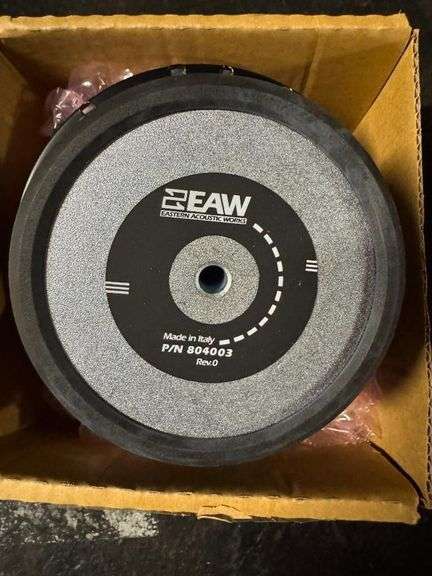 EAW
EASTERN ACOUSTIC WORKS
Made in Italy
P/N 804003
Rev.0